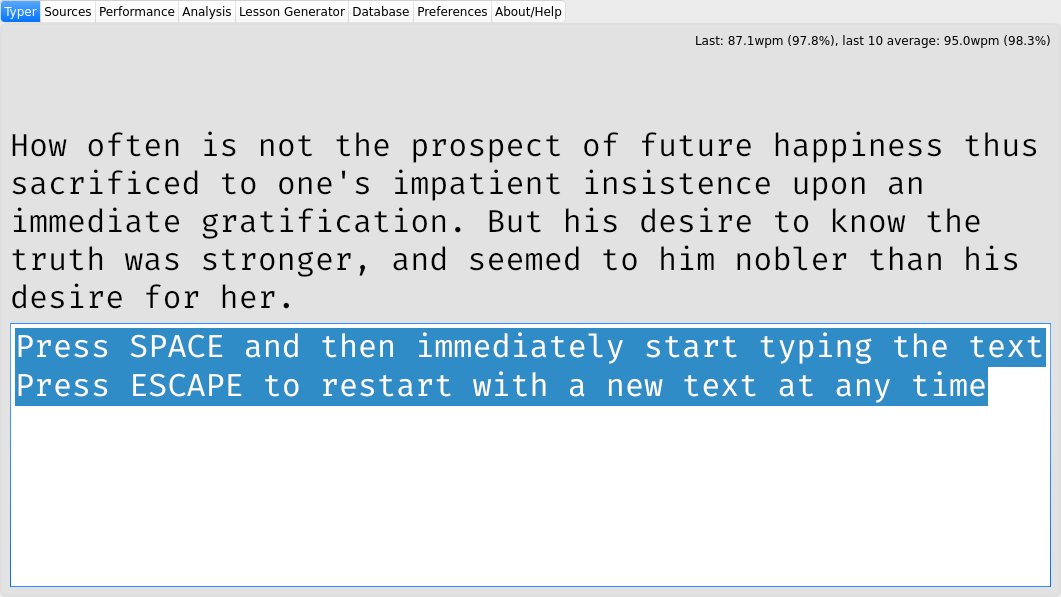 Typer Sources Performance Analysis Lesson Generator Database Preferences About/Help
Last: 87.1wpm (97.8%), last 10 average: 95.0wpm (98.3%)
How often is not the prospect of future happiness thus
sacrificed to one's impatient insistence upon an
immediate gratification. But his desire to know the
truth was stronger, and seemed to him nobler than his
desire for her.
Press SPACE and then immediately start typing the text
Press ESCAPE to restart with a new text at any time